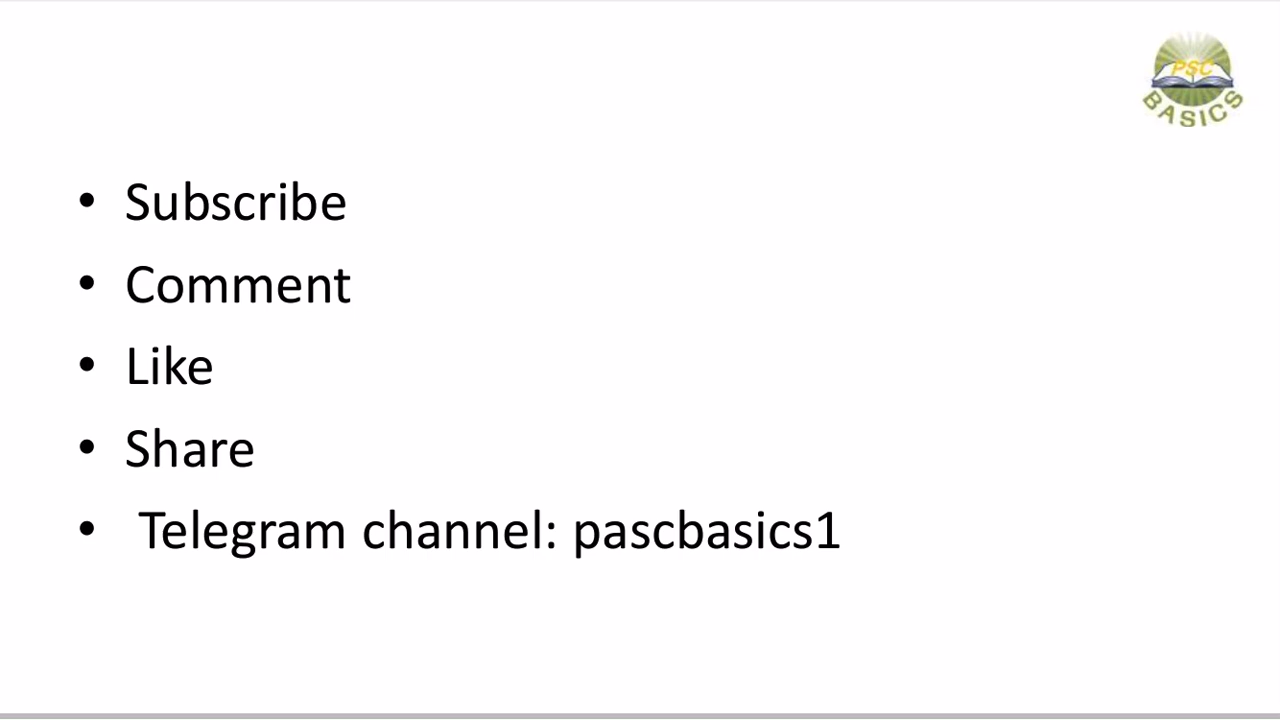 PSC
BASICS
• Subscribe
• Comment
• Like
• Share
• Telegram channel: pascbasics1